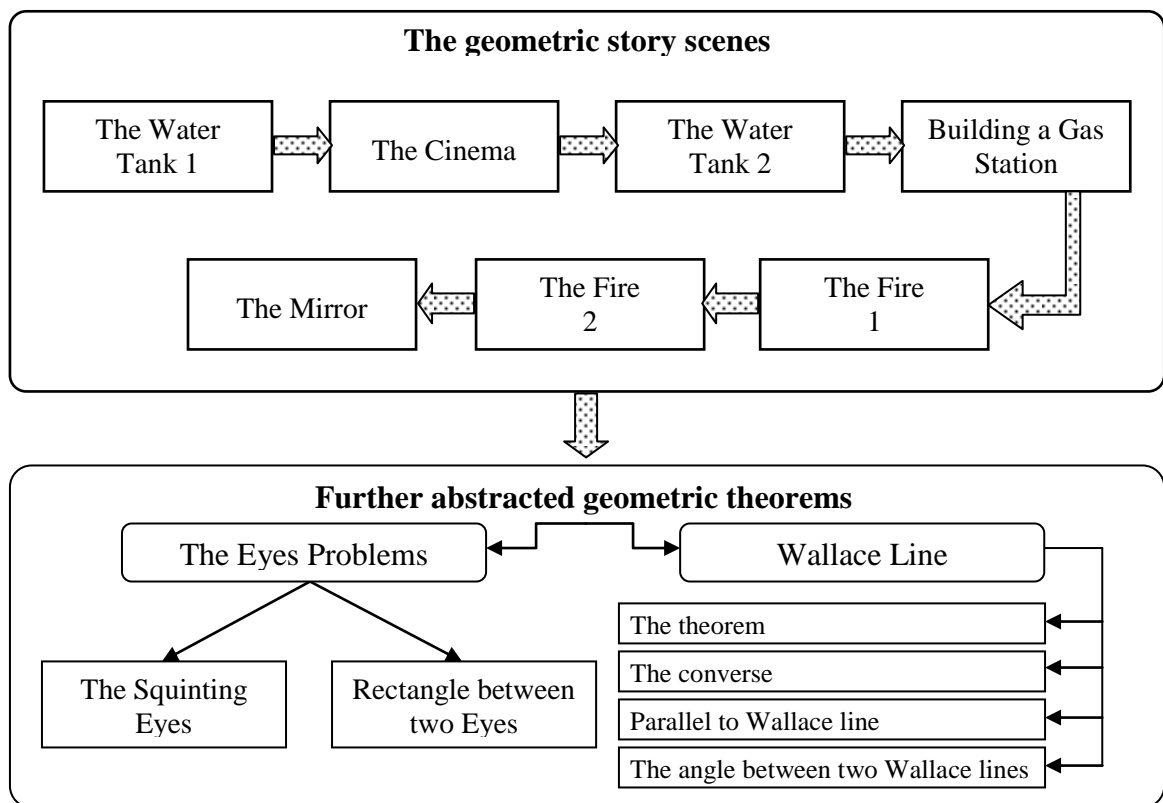 The geometric story scenes
The Water
Tank 1
The Cinema
The Water
Tank 2
Building a Gas
Station
The Fire
1
The Fire
2
The Mirror
Further abstracted geometric theorems
The Eyes Problems
The Squinting
Eyes
Rectangle between
two Eyes
Wallace Line
The theorem
The converse
Parallel to Wallace line
The angle between two Wallace lines